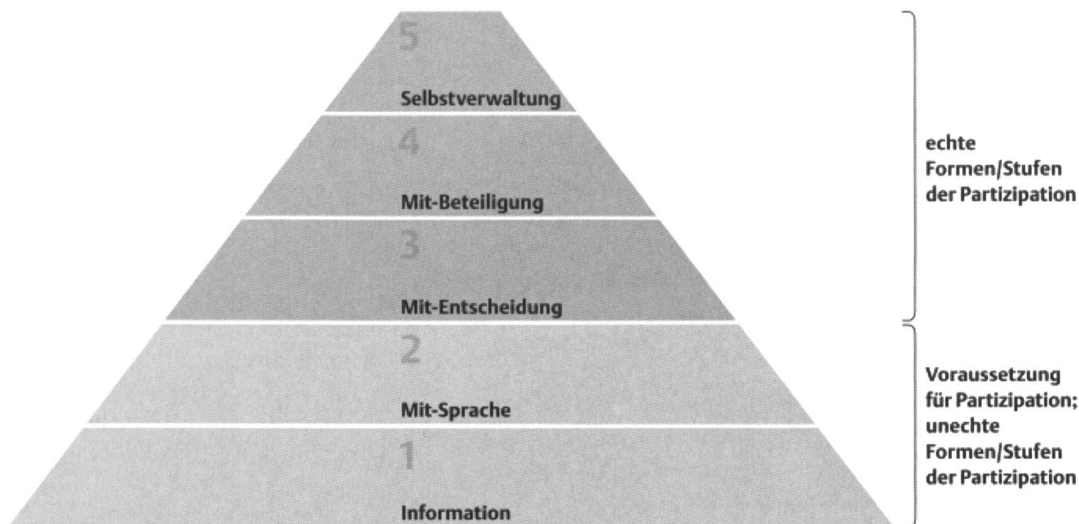 5
Selbstverwaltung
4
Mit-Beteiligung
3
Mit-Entscheidung
2
Mit-Sprache
1
Information
echte
Formen/Stufen
der Partizipation
Voraussetzung
für Partizipation;
unechte
Formen/Stufen
der Partizipation